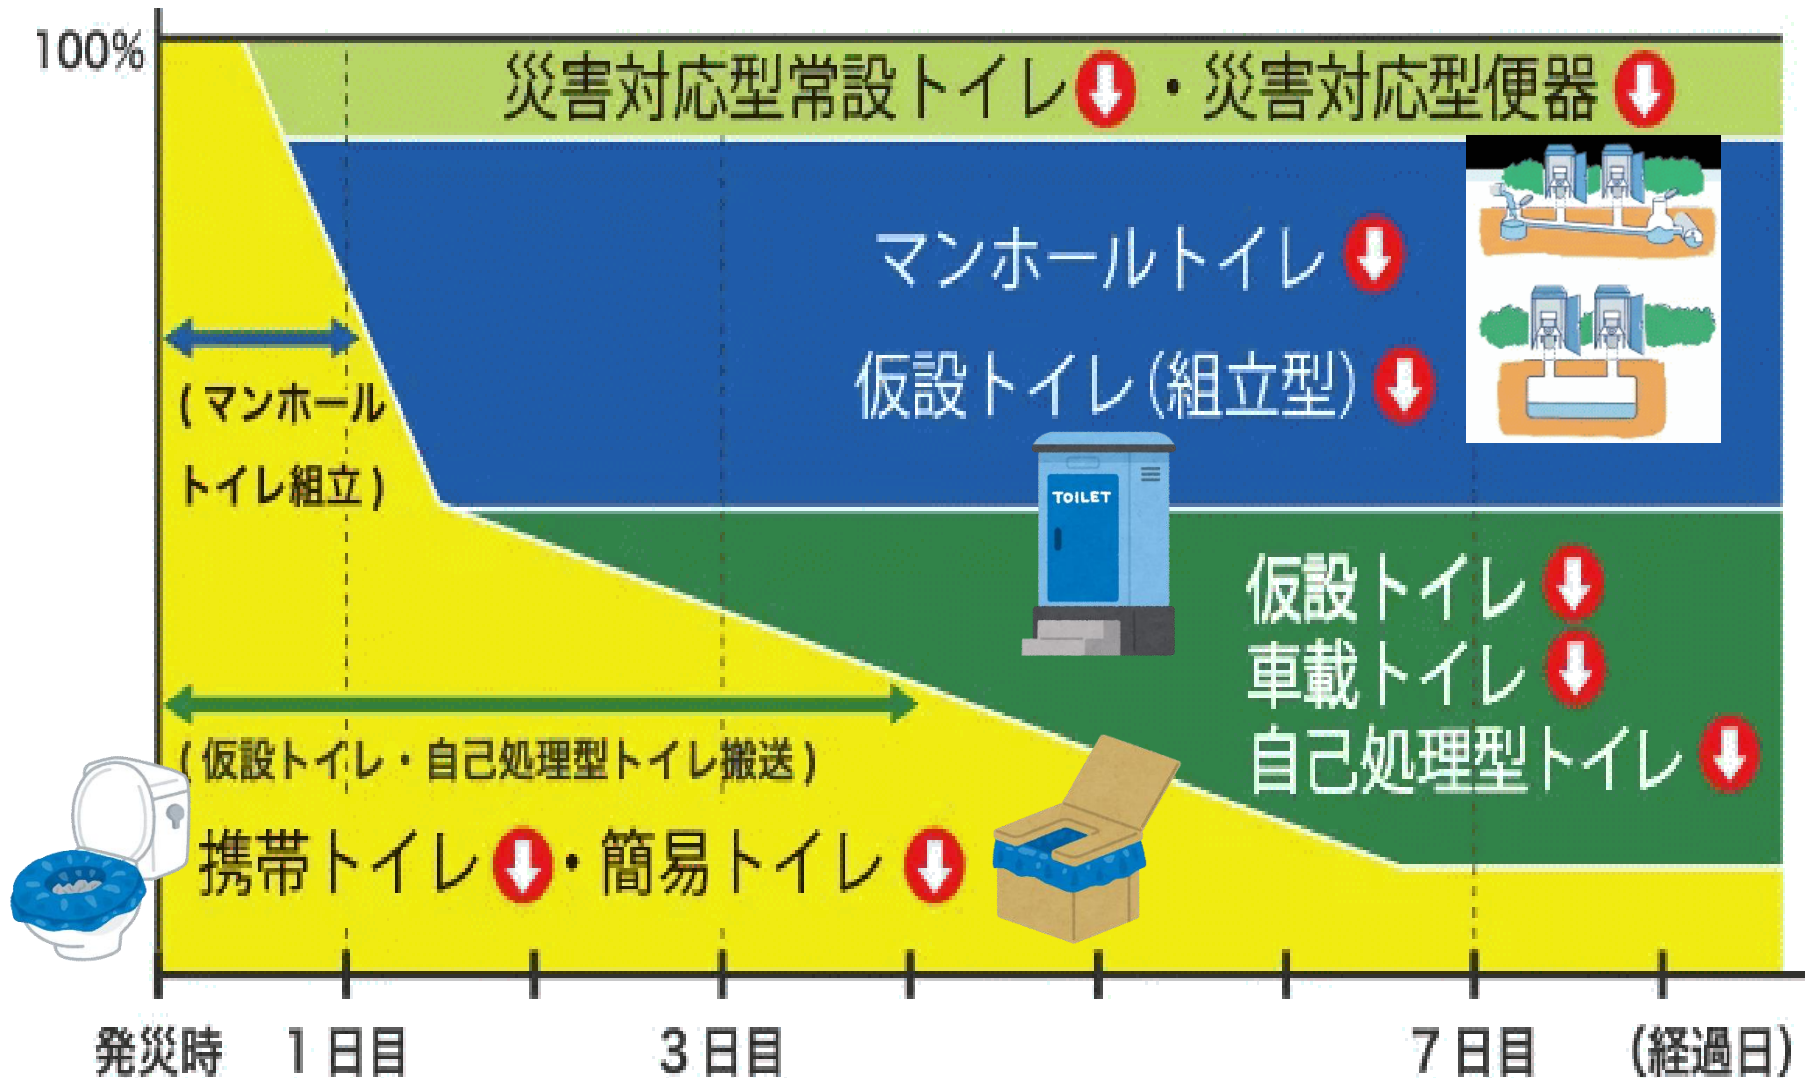 100%
災害対応型常設トイレ・災害対応型便器
マンホールトイレ
仮設トイレ(組立型)
(マンホール
トイレ組立)
TOILET
仮設トイレ
車載トイレ
自己処理型トイレ
(仮設トイレ・自己処理型トイレ搬送)
携帯トイレ・簡易トイレ
発災時 1日目 3日目 7日目 (経過日)